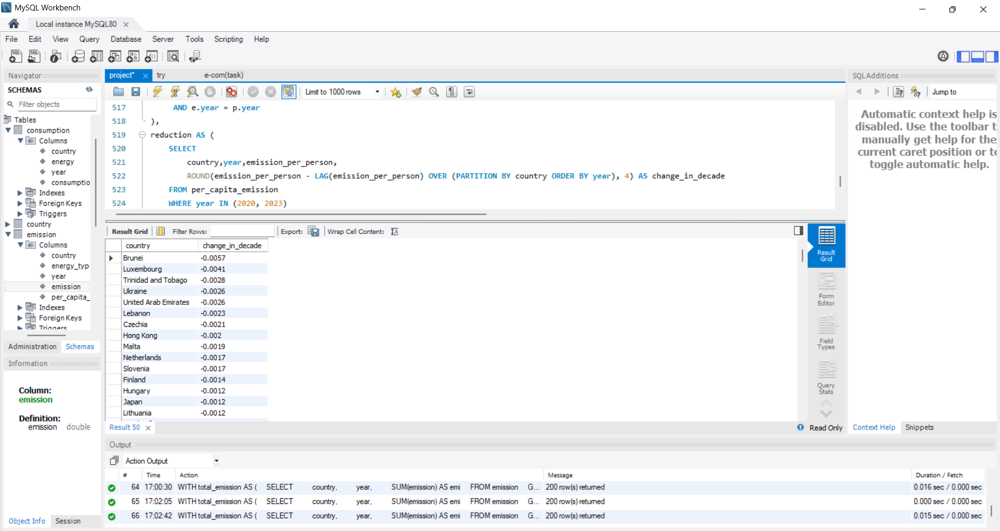 MySQL Workbench
Local instance MySQL80
File Edit View Query Database Server Tools Scripting Help
Navigator
SCHEMAS
Filter objects
Tables
consumption
Columns
country
energy
year
consumptio
Indexes
Foreign Keys
Triggers
country
emission
Columns
country
energy_typ
year
emission
per_capita_
Indexes
Foreign Keys
Triggers
Administration Schemas
Information
Column:
emission
Definition:
emission double
Object Info Session
project* try e-com(task)
Limit to 1000 rows
517 AND e.year = p.year
518 ),
519 reduction AS (
520 SELECT
521 country,year,emission_per_person,
522 ROUND(emission_per_person - LAG(emission_per_person) OVER (PARTITION BY country ORDER BY year), 4) AS change_in_decade
523 FROM per_capita_emission
524 WHERE year IN (2020, 2023)
Result Grid Filter Rows: Export: Wrap Cell Content:
country change_in_decade
Brunei -0.0057
Luxembourg -0.0041
Trinidad and Tobago -0.0028
Ukraine -0.0026
United Arab Emirates -0.0026
Lebanon -0.0023
Czechia -0.0021
Hong Kong -0.002
Malta -0.0019
Netherlands -0.0017
Slovenia -0.0017
Finland -0.0014
Hungary -0.0012
Japan -0.0012
Lithuania -0.0012
Result
Grid
Form
Editor
Field
Types
Query
Stats
Result 50
Read Only
SQLAdditions
Jump to
Automatic context help is
disabled. Use the toolbar t
manually get help for the
current caret position or to
toggle automatic help.
Context Help Snippets
Output
Action Output
# Time Action Message Duration / Fetch
64 17:00:30 WITH total_emission AS ( SELECT country, year, SUM(emission) AS emi FROM emission G... 200 row(s) returned 0.016 sec / 0.000 sec
65 17:02:05 WITH total_emission AS ( SELECT country, year, SUM(emission) AS emi FROM emission G... 200 row(s) returned 0.000 sec / 0.000 sec
66 17:02:42 WITH total_emission AS ( SELECT country, year, SUM(emission) AS emi FROM emission G... 200 row(s) returned 0.015 sec / 0.000 sec